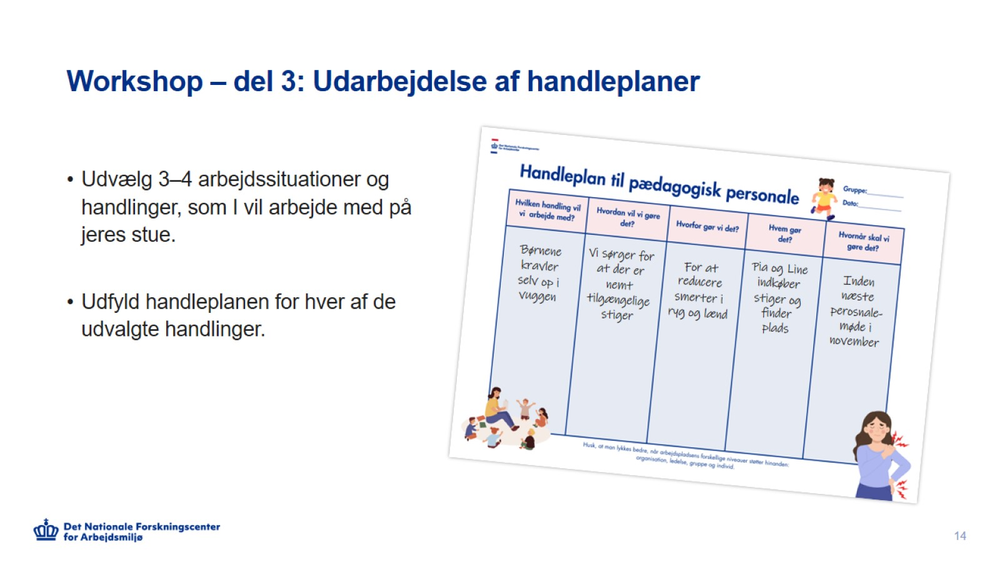 Workshop – del 3: Udarbejdelse af handleplaner
• Udvælg 3–4 arbejdssituationer og
handlinger, som I vil arbejde med på
jeres stue.
• Udfyld handleplanen for hver af de
udvalgte handlinger.
Det Nationale Forskningscenter
for Arbejdsmiljø
Handleplan til pædagogisk personale
Gruppe:________
Dato:________
Hvilken handling vil
vi arbejde med?
Hvordan vil vi gøre
det?
Hvorfor gør vi det?
Hvem gør
det?
Hvornår skal vi
gøre det?
Børnene
kravler
selv op i
vuggen
Vi sørger for
at der er
nemt
tilgængelige
stiger
For at
reducere
smerter i
ryg og lænd
Pia og Line
indkøber
stiger og
finder
plads
Inden
næste
perosnale-
møde i
november
Husk, at man lykkes bedre, når arbejdspladsens forskellige niveauer støtter hinanden:
organisation, ledelse, gruppe og individ.
Det Nationale Forskningscenter
for Arbejdsmiljø
14